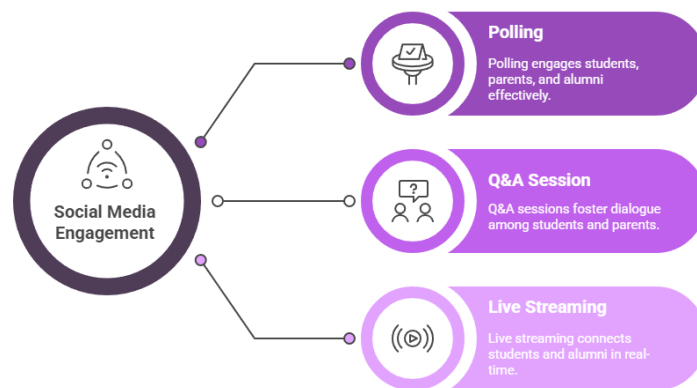 Social Media
Engagement
Polling
Polling engages students,
parents, and alumni
effectively.
Q&A Session
?
Q&A sessions foster dialogue
among students and parents.
Live Streaming
Live streaming connects
students and alumni in real-
time.